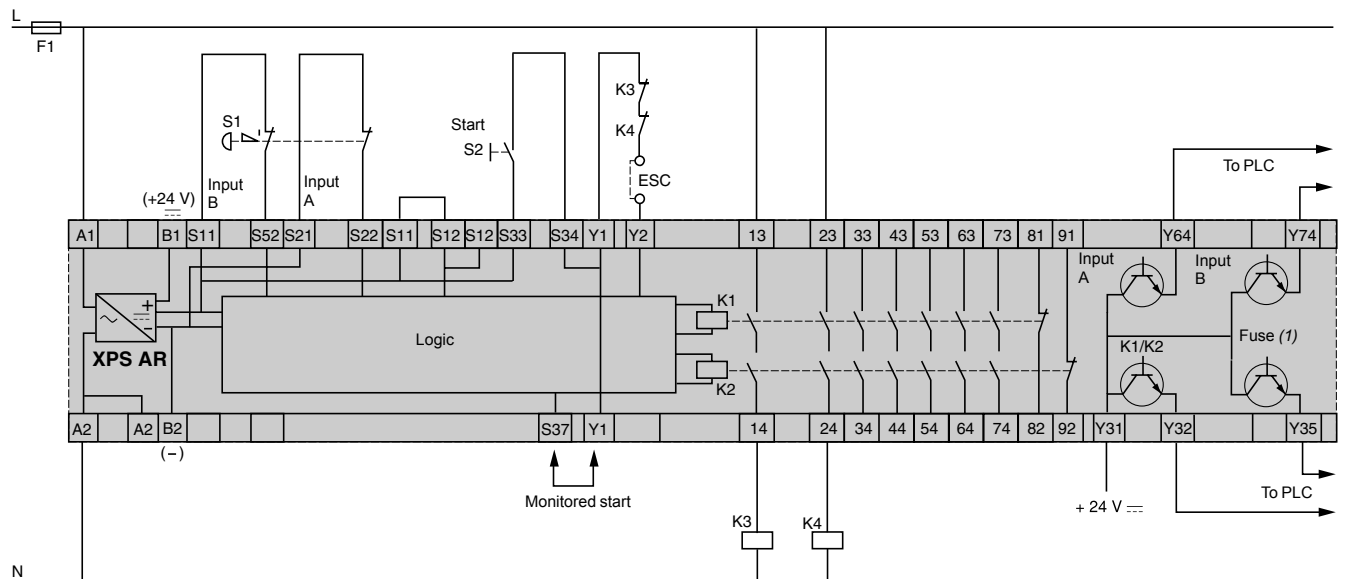 L
F1
K3
S1
Start
K4
S2
To PLC
ESC
Input
B
Input
A
(+24 V)
A1 B1 S11 S52 S21 S22 S11 S12 S12 S33 S34 Y1 Y2 13 23 33 43 53 63 73 81 91 Y64 Y74
Input
A
Input
B
K1
+
−
Logic
Fuse (1)
XPS AR
K1/K2
K2
A2 A2 B2 S37 Y1 14 24 34 44 54 64 74 82 92 Y31 Y32 Y35
(–)
Monitored start
To PLC
+ 24 V
K3
K4
N